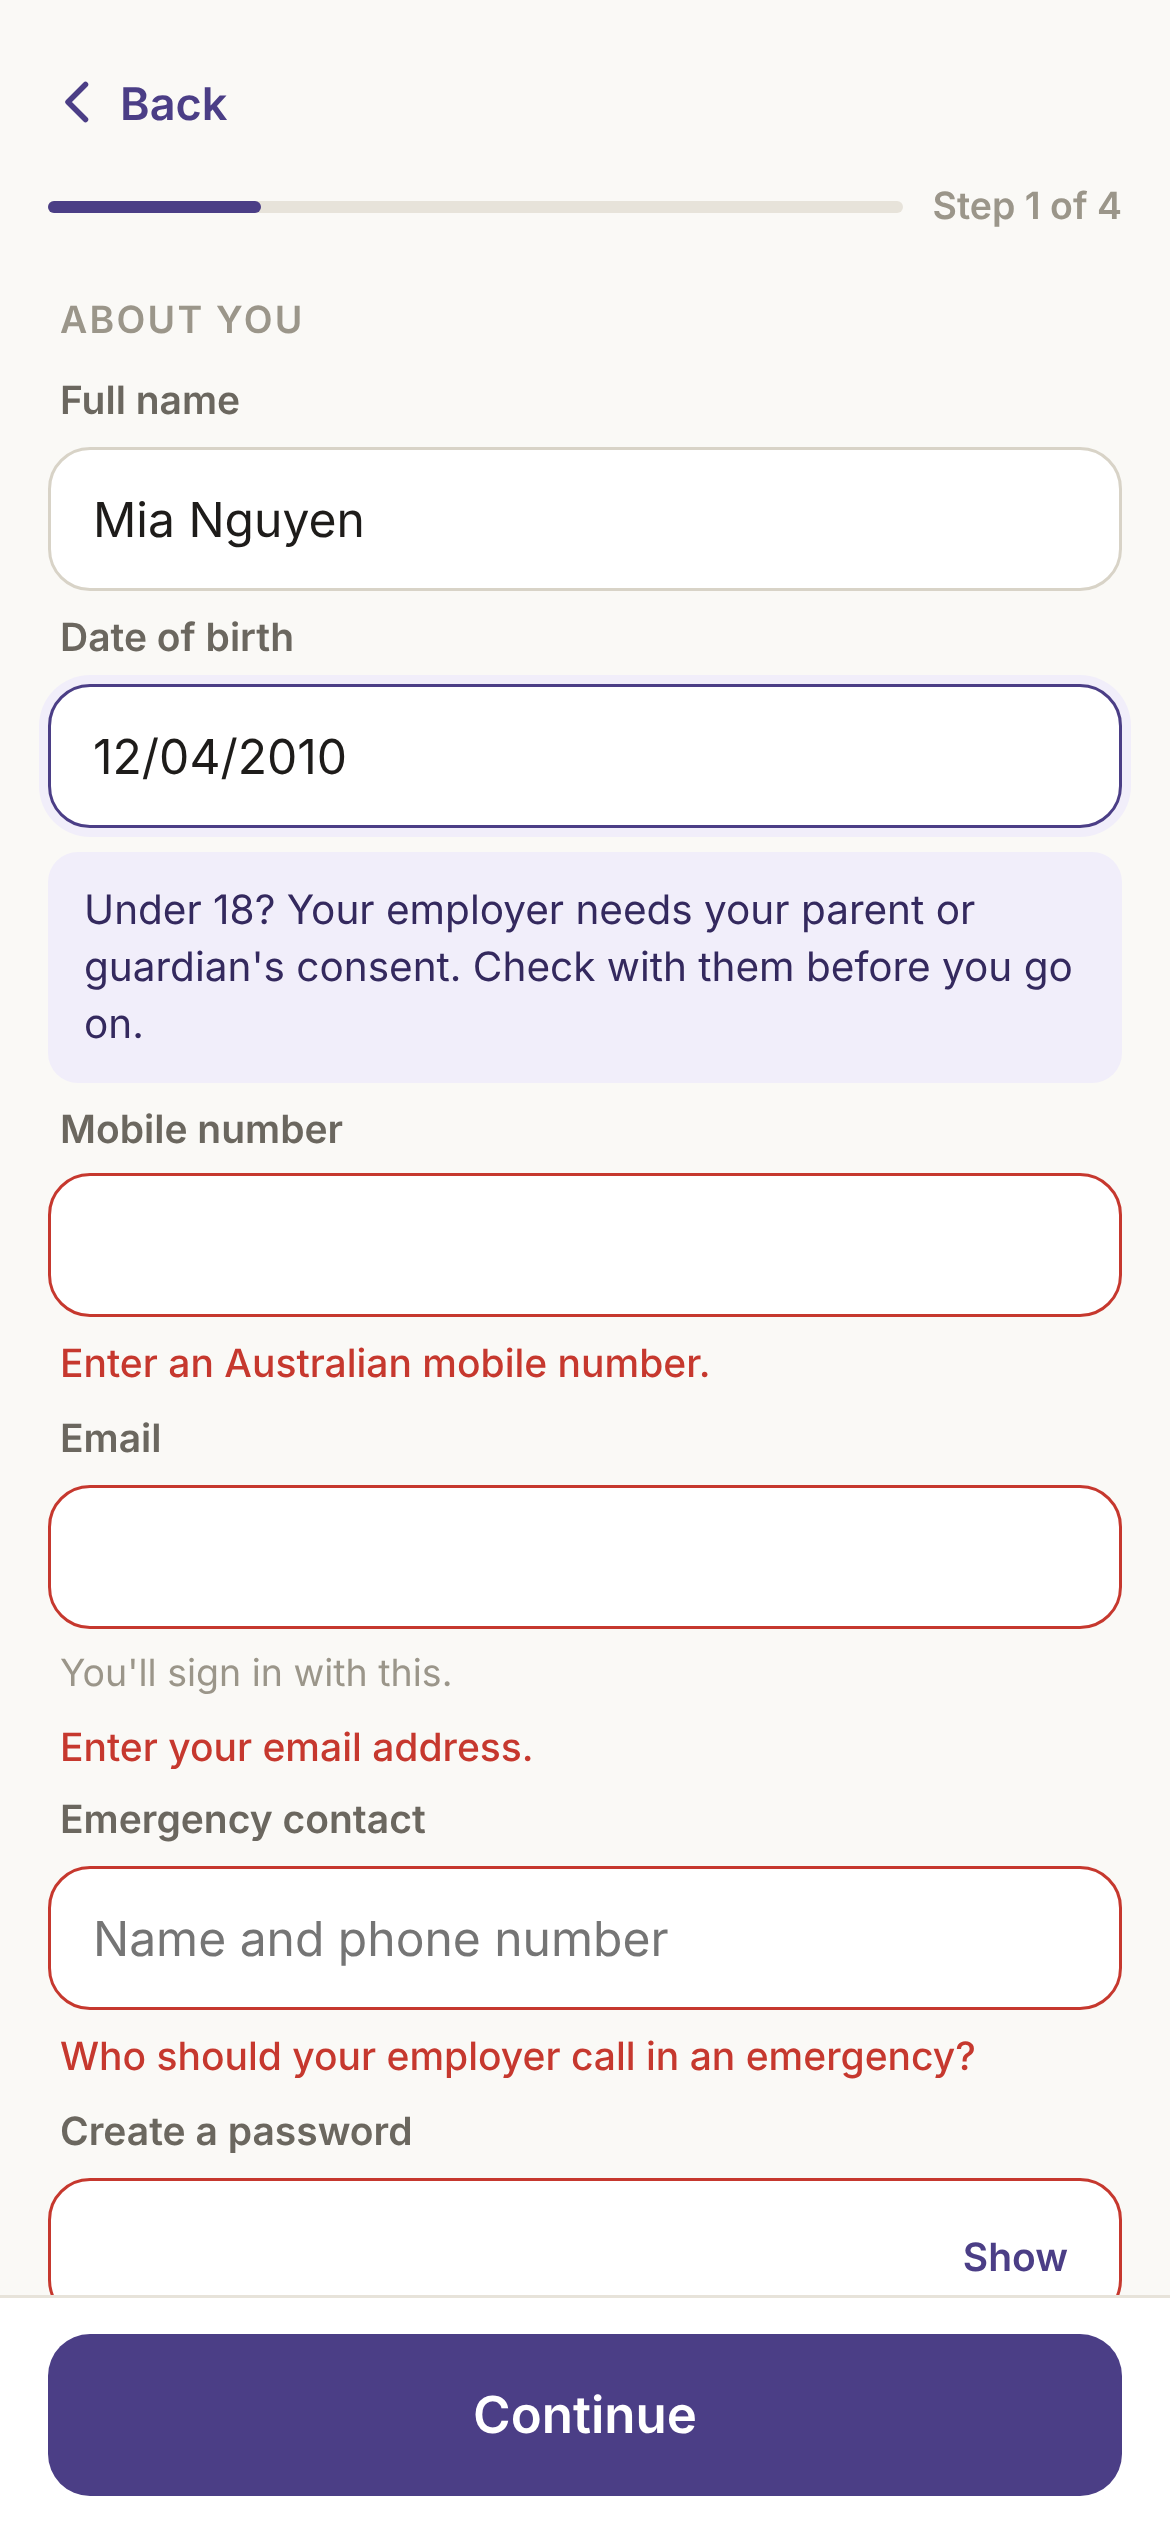 Back
Step 1 of 4
ABOUT YOU
Full name
Mia Nguyen
Date of birth
12/04/2010
Under 18? Your employer needs your parent or
guardian's consent. Check with them before you go
on.
Mobile number
Enter an Australian mobile number.
Email
You'll sign in with this.
Enter your email address.
Emergency contact
Name and phone number
Who should your employer call in an emergency?
Create a password
Show
Continue